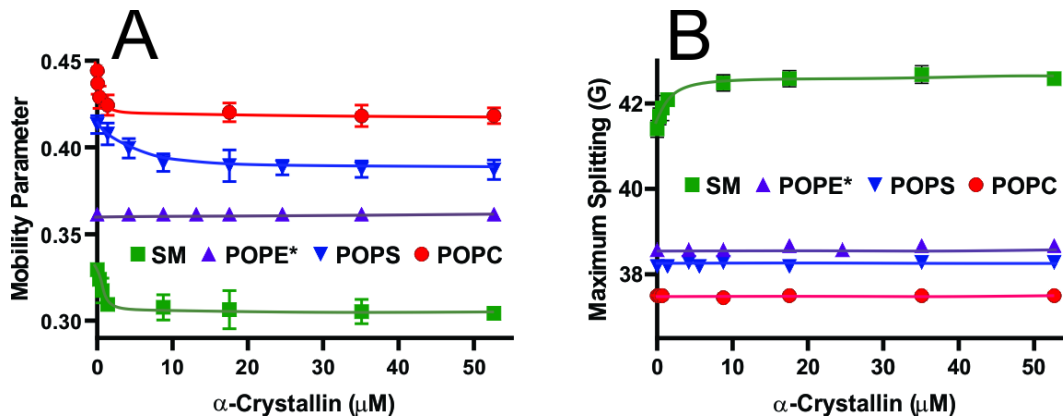 A
Mobility Parameter
0.45
0.40
0.35
0.30
SM POPE* POPS POPC
0 10 20 30 40 50
α-Crystallin (μM)
B
Maximum Splitting (G)
42
40
38
SM POPE* POPS POPC
0 10 20 30 40 50
α-Crystallin (μM)